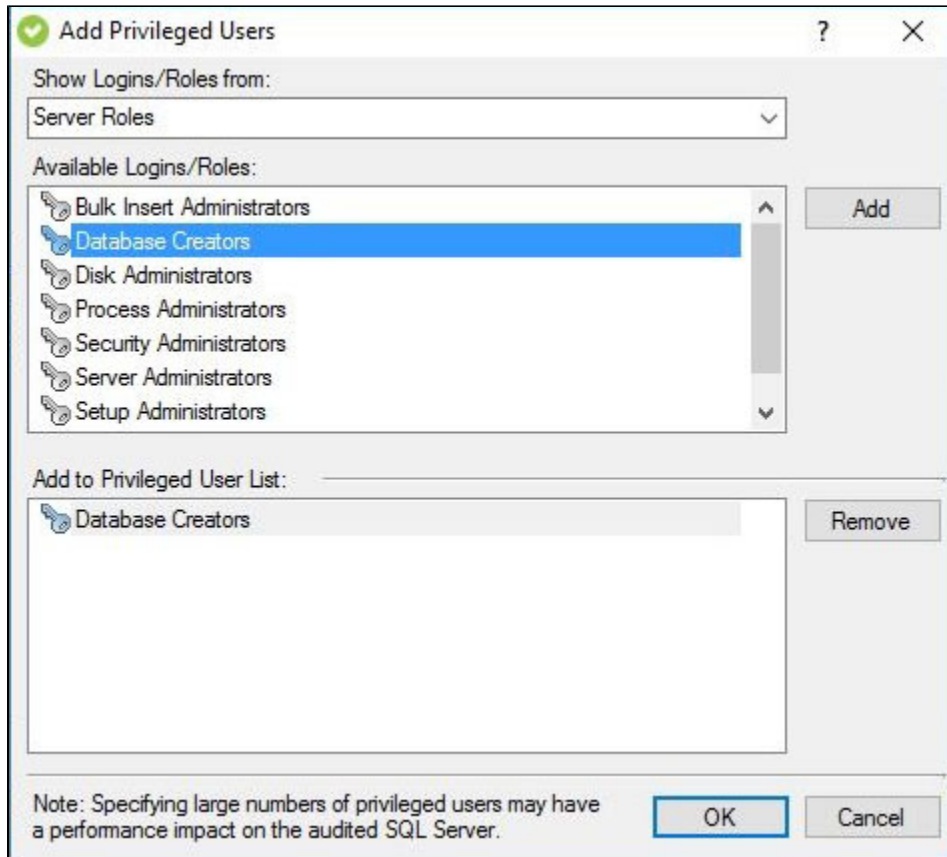 Add Privileged Users
?
Show Logins/Roles from:
Server Roles
Available Logins/Roles:
Bulk Insert Administrators
Add
Database Creators
Disk Administrators
Process Administrators
Security Administrators
Server Administrators
Setup Administrators
Add to Privileged User List:
Database Creators
Remove
Note: Specifying large numbers of privileged users may have
a performance impact on the audited SQL Server.
OK
Cancel